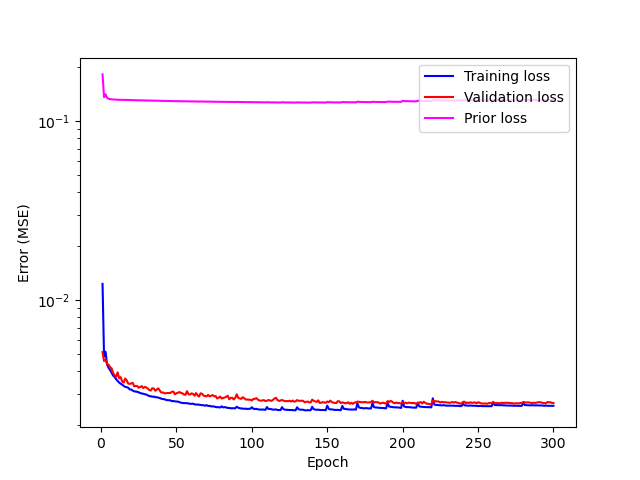 Training loss
Validation loss
Prior loss
10⁻¹
10⁻²
Error (MSE)
0 50 100 150 200 250 300
Epoch